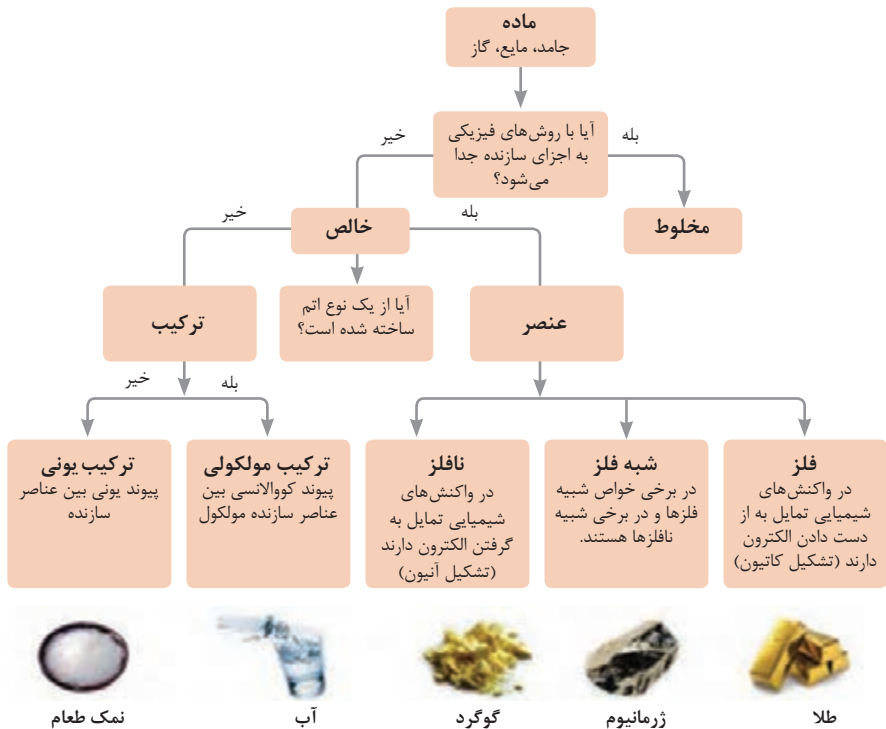 ماده
جامد، مایع، گاز
آیا با روش‌های فیزیکی
به اجزای سازنده جدا
می‌شود؟
بله
خیر
مخلوط
خالص
بله
خیر
آیا از یک نوع اتم
ساخته شده است؟
عنصر
ترکیب
بله
خیر
فلز
در واکنش‌های
شیمیایی تمایل به از
دست دادن الکترون
دارند (تشکیل کاتیون)
شبه فلز
در برخی خواص شبیه
فلزها و در برخی شبیه
نافلزها هستند.
نافلز
در واکنش‌های
شیمیایی تمایل به
گرفتن الکترون دارند
(تشکیل آنیون)
ترکیب مولکولی
پیوند کووالانسی بین
عناصر سازنده مولکول
ترکیب یونی
پیوند یونی بین عناصر
سازنده
طلا
ژرمانیوم
گوگرد
آب
نمک طعام